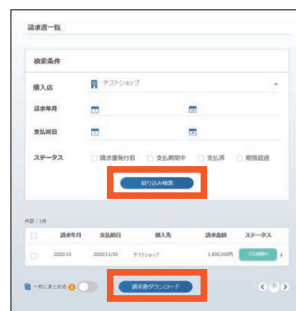 請求書一覧
検索条件
購入店 テストショップ
請求年月
支払期日
ステータス 請求書発行前 支払期間中 支払済 期限超過
絞り込み検索
件数：1件
請求年月 支払期日 購入先 請求金額 ステータス
2020/10 2020/11/30 テストショップ 1,400,000円
一枚にまとめる 請求書ダウンロード
1